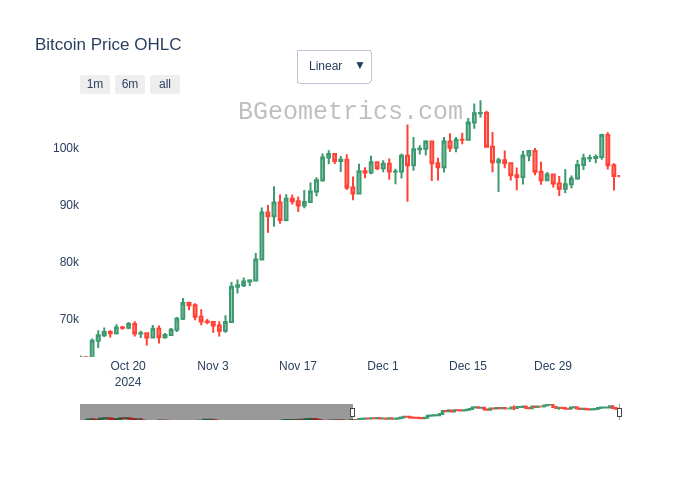 Bitcoin Price OHLC
Linear ▼
1m 6m all
BGeometrics.com
100k
90k
80k
70k
Oct 20 Nov 3 Nov 17 Dec 1 Dec 15 Dec 29
2024